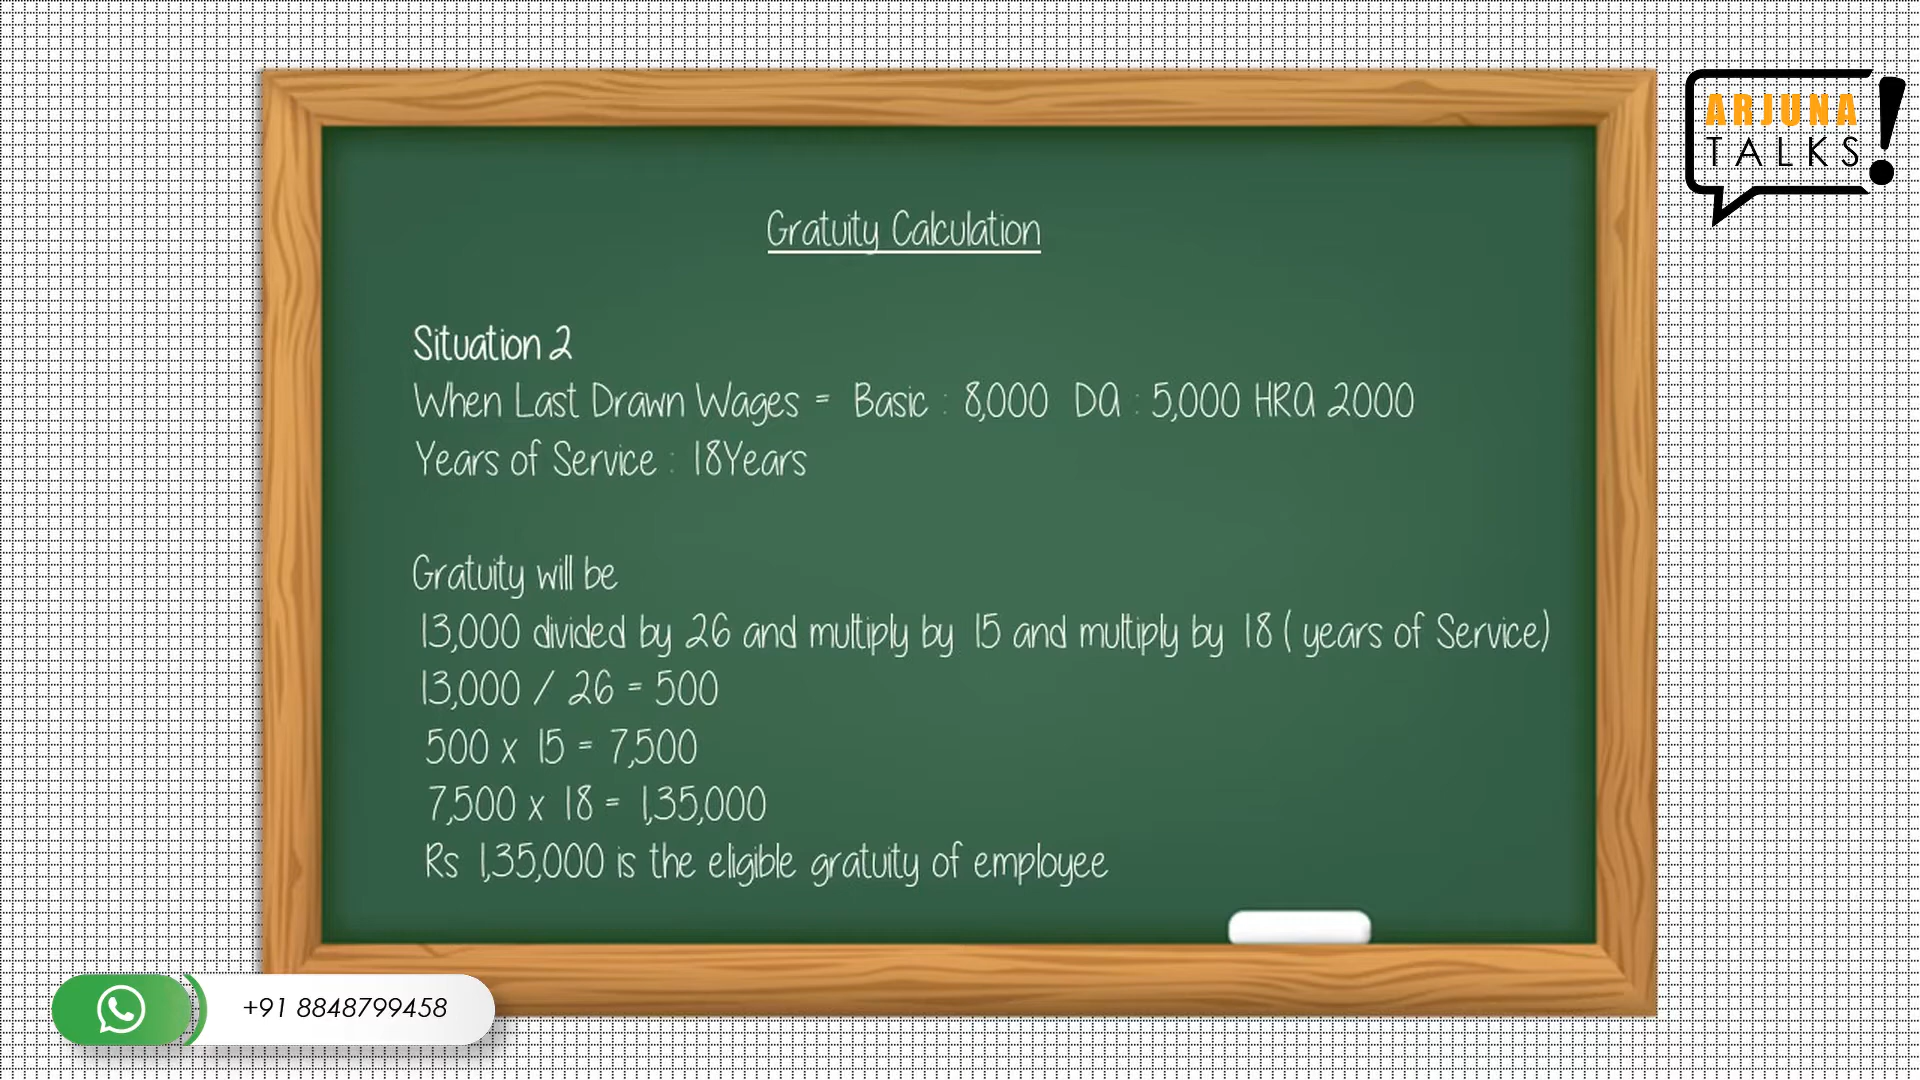 ARJUNA
TALKS
Gratuity Calculation
Situation 2
When Last Drawn Wages = Basic : 8,000 DA : 5,000 HRA 2000
Years of Service : 18Years
Gratuity will be
13,000 divided by 26 and multiply by 15 and multiply by 18 ( years of Service)
13,000 / 26 = 500
500 x 15 = 7,500
7,500 x 18 = 1,35,000
Rs 1,35,000 is the eligible gratuity of employee
+91 8848799458